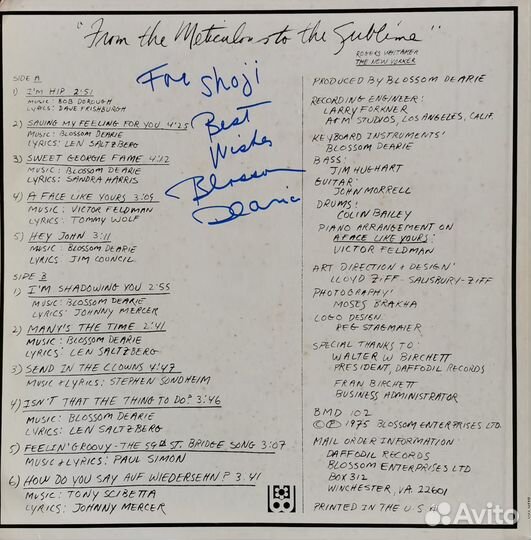 "From the Meticulous to the Sublime"
ROGERS WHITAKER
THE NEW YORKER
For Shoji
Best
Wishes
Blossom
Dearie
SIDE A
1) I'M HIP 2:51
MUSIC: BOB DOROUGH
LYRICS: DAVE FRISHBURGH
2) SAVING MY FEELING FOR YOU 4:25
MUSIC: BLOSSOM DEARIE
LYRICS: LEN SALTZBERG
3) SWEET GEORGIE FAME 4:12
MUSIC: BLOSSOM DEARIE
LYRICS: SANDRA HARRIS
4) A FACE LIKE YOURS 3:09
MUSIC: VICTOR FELDMAN
LYRICS: TOMMY WOLF
5) HEY JOHN 3:11
MUSIC: BLOSSOM DEARIE
LYRICS: JIM COUNCIL
SIDE B
1) I'M SHADOWING YOU 2:55
MUSIC: BLOSSOM DEARIE
LYRICS: JOHNNY MERCER
2) MANY'S THE TIME 2:41
MUSIC: BLOSSOM DEARIE
LYRICS: LEN SALTZBERG
3) SEND IN THE CLOWNS 4:47
MUSIC & LYRICS: STEPHEN SONDHEIM
4) ISN'T THAT THE THING TO DO? 3:46
MUSIC: BLOSSOM DEARIE
LYRICS: LEN SALTZBERG
5) FEELIN' GROOVY - THE 59th ST. BRIDGE SONG 3:07
MUSIC & LYRICS: PAUL SIMON
6) HOW DO YOU SAY AUF WIEDERSEHN? 3:41
MUSIC: TONY SCIBETTA
LYRICS: JOHNNY MERCER
PRODUCED BY BLOSSOM DEARIE
RECORDING ENGINEER:
LARRY FORKNER
A+M STUDIOS, LOS ANGELES, CALIF.
KEYBOARD INSTRUMENTS:
BLOSSOM DEARIE
BASS:
JIM HUGHART
GUITAR:
JOHN MORRELL
DRUMS:
COLIN BAILEY
PIANO ARRANGEMENT ON
A FACE LIKE YOURS:
VICTOR FELDMAN
ART DIRECTION + DESIGN:
LLOYD ZIFF - SALISBURY-ZIFF
PHOTOGRAPHY:
MOSES BRAKHA
LOGO DESIGN:
PEG STAGMAIER
SPECIAL THANKS TO:
WALTER W BIRCHETT
PRESIDENT, DAFFODIL RECORDS
FRAN BIRCHETT
BUSINESS ADMINISTRATOR
BMD 102
© ℗ 1975 BLOSSOM ENTERPRISES LTD.
MAIL ORDER INFORMATION
DAFFODIL RECORDS
BLOSSOM ENTERPRISES LTD
BOX 312
WINCHESTER, VA. 22601
PRINTED IN THE U.S.A.
Avito